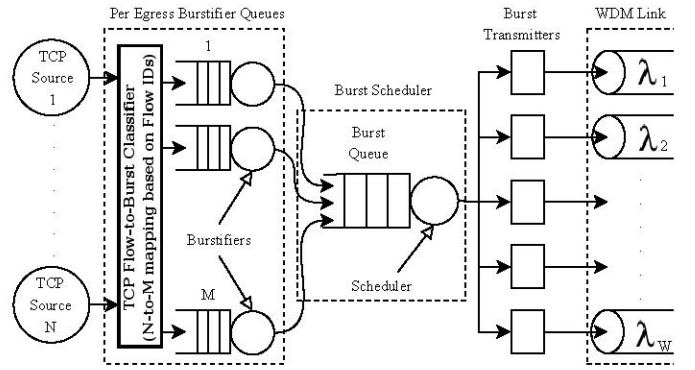 Per Egress Burstifier Queues
Burst
Transmitters
WDM Link
TCP
Source
1
TCP Flow-to-Burst Classifier
(N-to-M mapping based on Flow IDs)
1
Burst Scheduler
Burst
Queue
λ1
λ2
Burstifiers
Scheduler
TCP
Source
N
M
λW